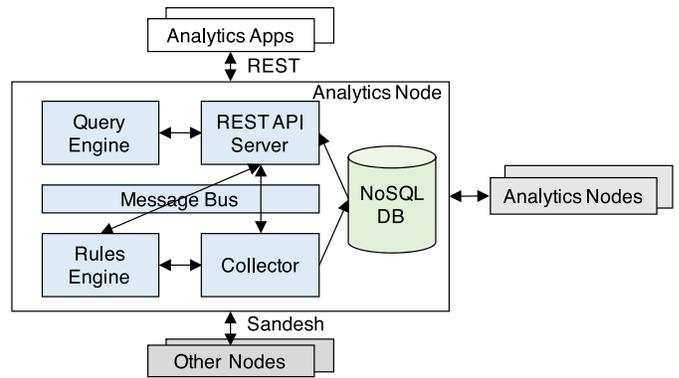 Analytics Apps
REST
Analytics Node
Query
Engine
REST API
Server
Message Bus
NoSQL
DB
Analytics Nodes
Rules
Engine
Collector
Sandesh
Other Nodes